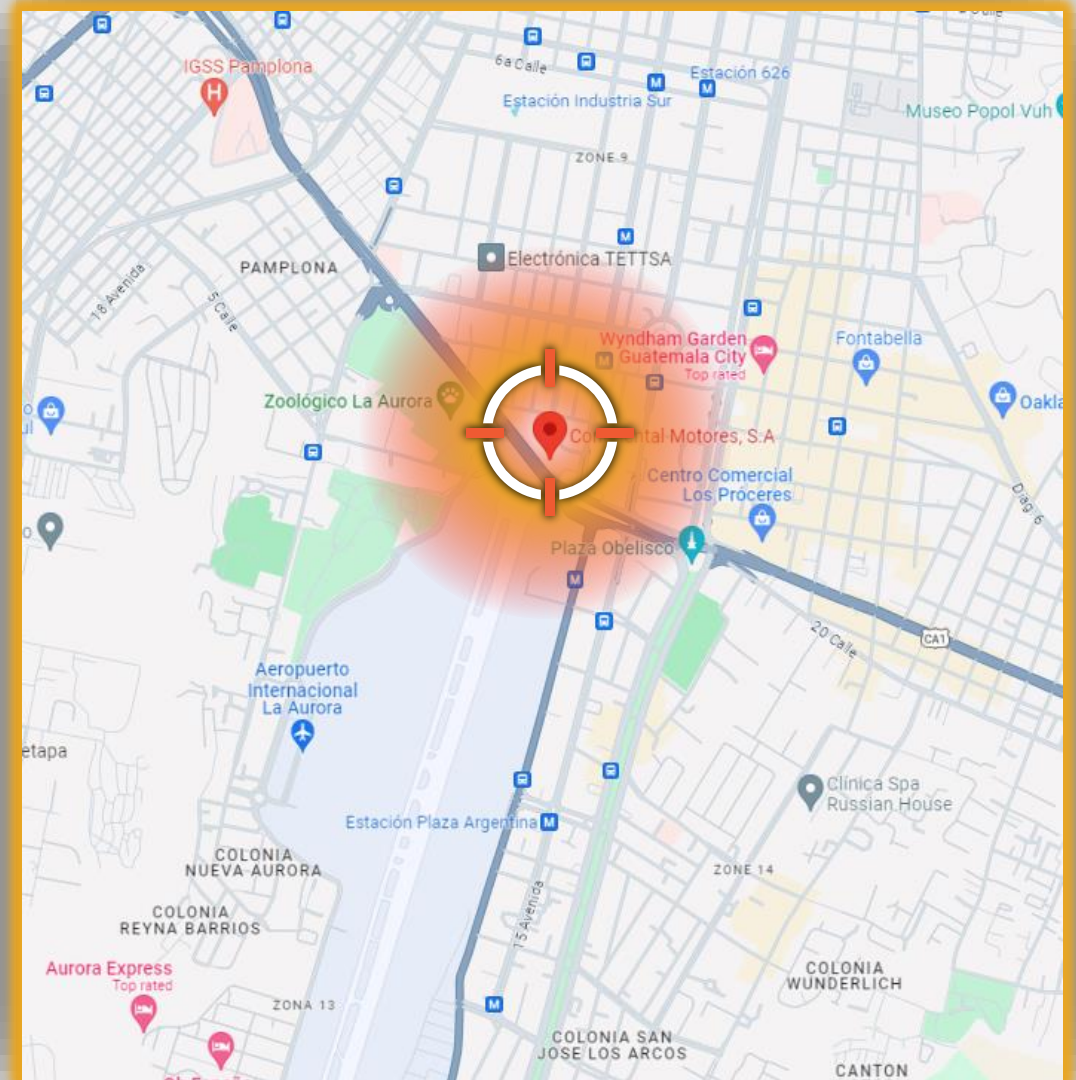 IGSS Pamplona
6a Calle
Estación 626
Estación Industria Sur
Museo Popol Vuh
ZONE 9
PAMPLONA
18 Avenida
5 Calle
Electrónica TETTSA
Wyndham Garden
Guatemala City
Top rated
Fontabella
Zoológico La Aurora
Motores, S.A
Centro Comercial
Los Próceres
Diag. 6
Plaza Obelisco
20 Calle
CA1
Aeropuerto
Internacional
La Aurora
etapa
Clínica Spa
Russian House
Estación Plaza Argentina
COLONIA
NUEVA AURORA
ZONE 14
COLONIA
REYNA BARRIOS
15 Avenida
Aurora Express
Top rated
COLONIA
WUNDERLICH
ZONA 13
COLONIA SAN
JOSE LOS ARCOS
CANTON